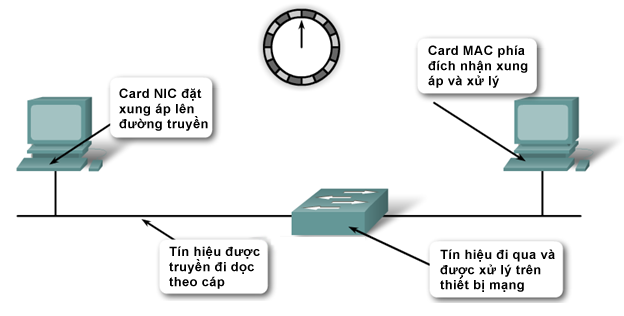 Card NIC đặt
xung áp lên
đường truyền
Card MAC phía
đích nhận xung
áp và xử lý
Tín hiệu được
truyền đi dọc
theo cáp
Tín hiệu đi qua và
được xử lý trên
thiết bị mạng